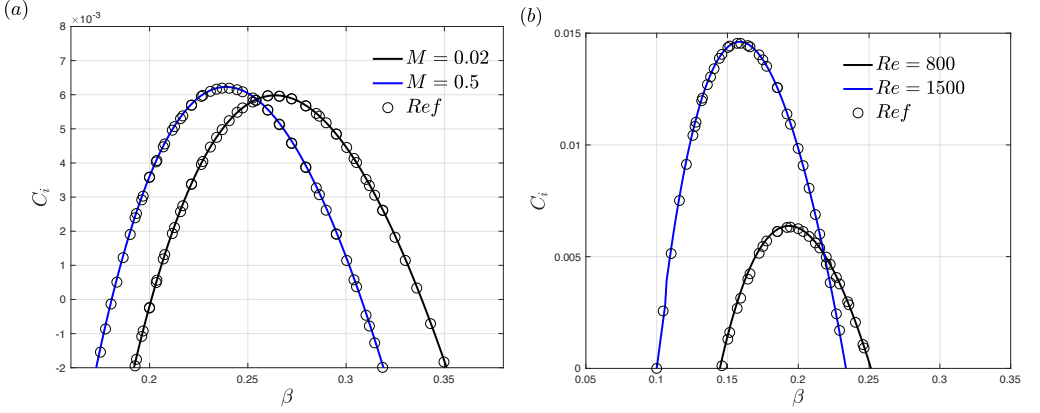 (a)
×10⁻³
8
7
6
5
4
3
2
1
0
-1
-2
0.2 0.25 0.3 0.35
C_i
β
M = 0.02
M = 0.5
Ref
(b)
0.015
0.01
0.005
0
0.05 0.1 0.15 0.2 0.25 0.3 0.35
C_i
β
Re = 800
Re = 1500
Ref